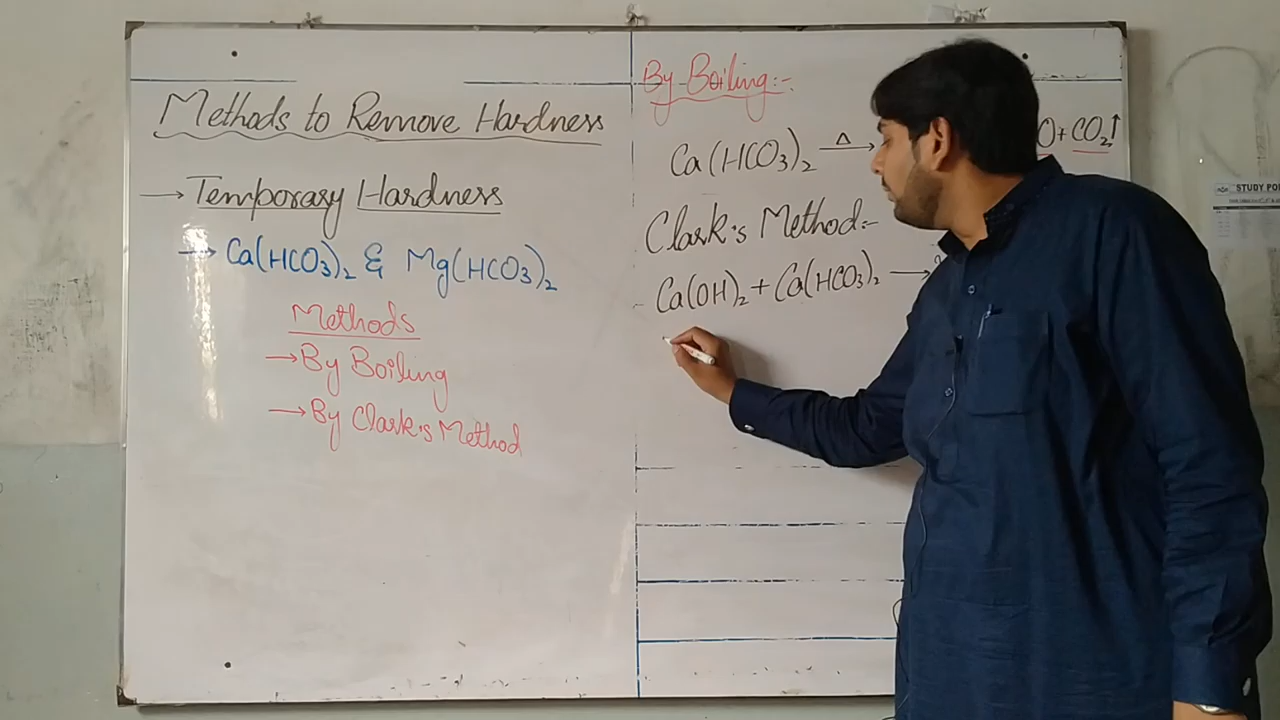 Methods to Remove Hardness
→ Temporary Hardness
→ Ca(HCO3)2 & Mg(HCO3)2
Methods
→ By Boiling
→ By Clark's Method
By Boiling:-
Ca(HCO3)2 —Δ→ O + CO2↑
Clark's Method:-
Ca(OH)2 + Ca(HCO3)2 →
STUDY